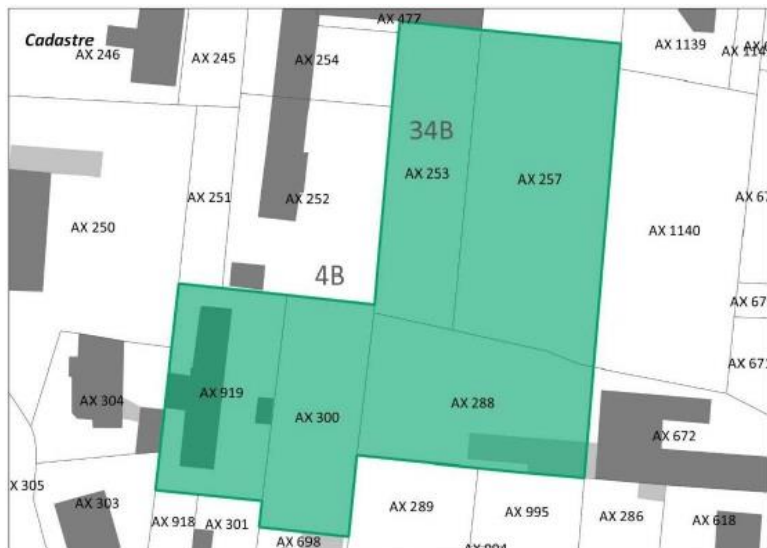 Cadastre
AX 477
AX 246
AX 245
AX 254
AX 1139
AX 114
34B
AX 253
AX 257
AX 251
AX 252
AX 250
AX 1140
4B
AX 919
AX 300
AX 288
AX 304
AX 672
X 305
AX 303
AX 918
AX 301
AX 698
AX 289
AX 995
AX 286
AX 618